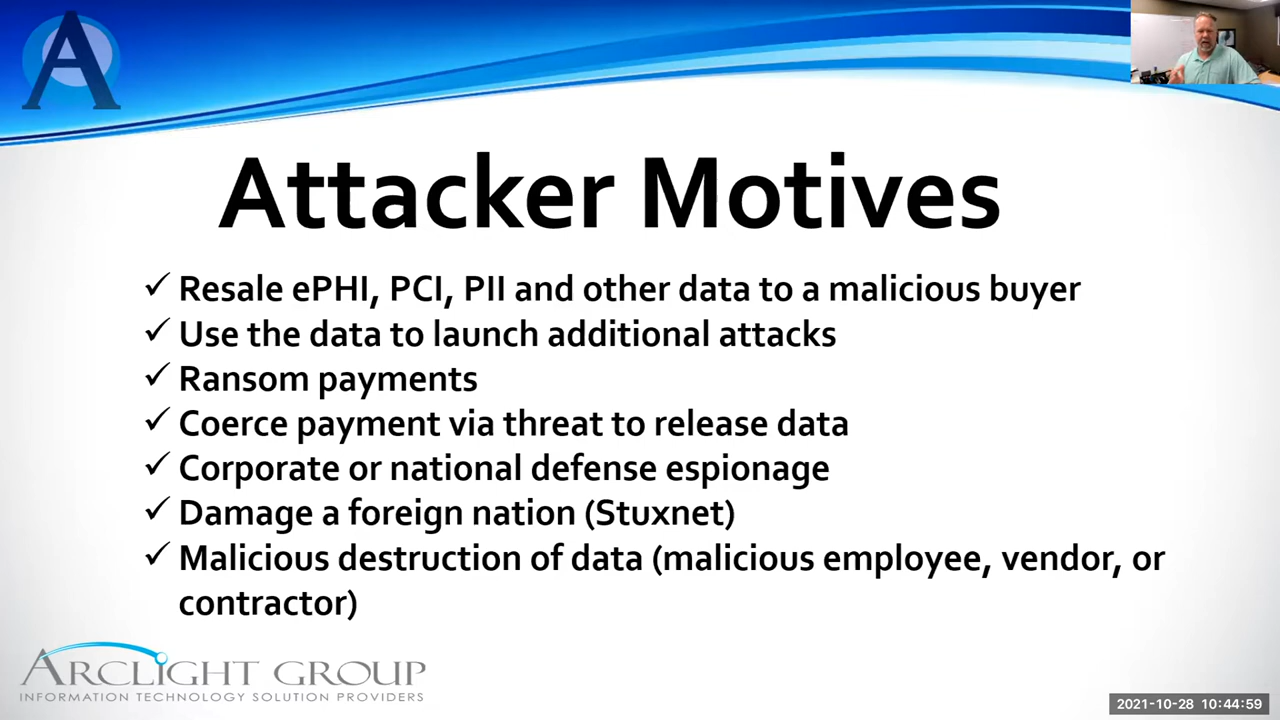 A
Attacker Motives
✓ Resale ePHI, PCI, PII and other data to a malicious buyer
✓ Use the data to launch additional attacks
✓ Ransom payments
✓ Coerce payment via threat to release data
✓ Corporate or national defense espionage
✓ Damage a foreign nation (Stuxnet)
✓ Malicious destruction of data (malicious employee, vendor, or
contractor)
ARCLIGHT GROUP
INFORMATION TECHNOLOGY SOLUTION PROVIDERS
2021-10-28 10:44:59